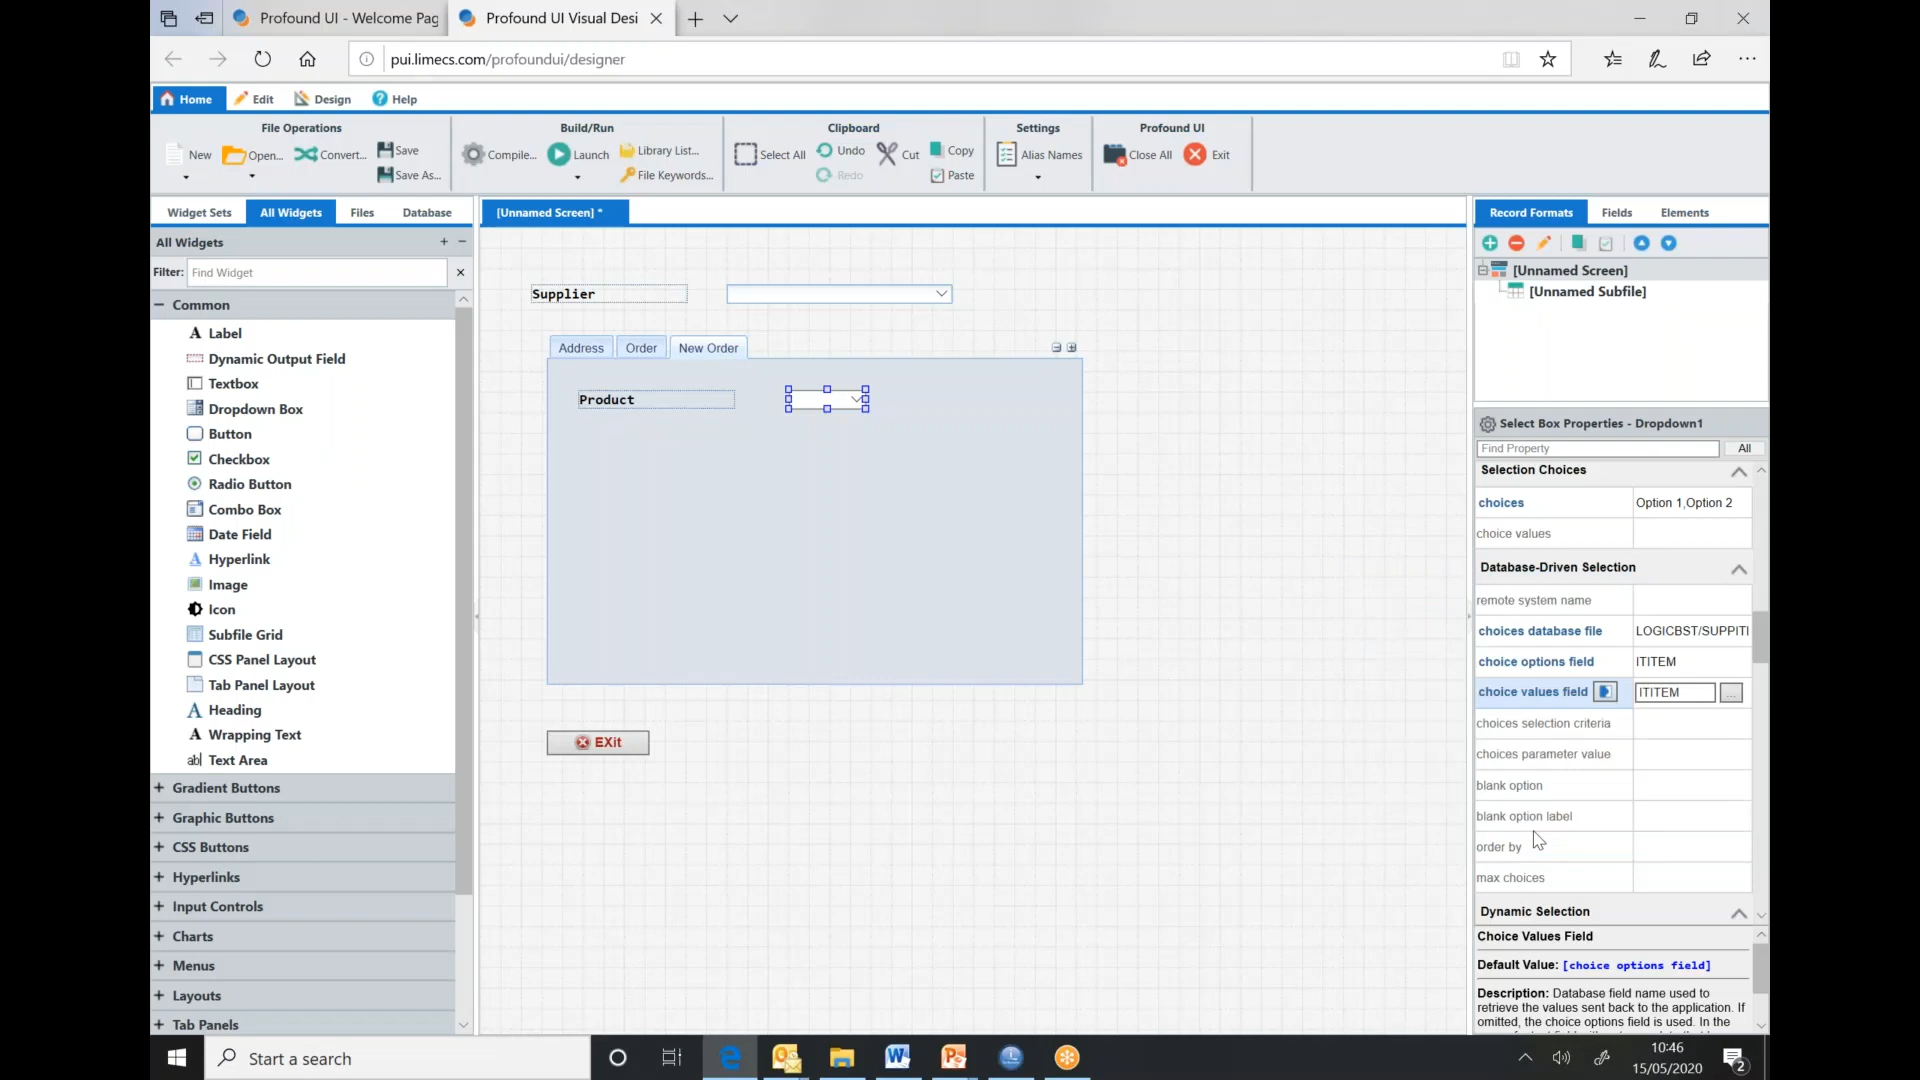 Profound UI - Welcome Pag
Profound UI Visual Desi
pui.limecs.com/profoundui/designer
Home
Edit
Design
Help
File Operations
Build/Run
Clipboard
Settings
Profound UI
New
Open...
Convert...
Save
Save As...
Compile...
Launch
Library List...
File Keywords...
Select All
Undo
Redo
Cut
Copy
Paste
Alias Names
Close All
Exit
Widget Sets
All Widgets
Files
Database
[Unnamed Screen] *
Record Formats
Fields
Elements
All Widgets
Filter:
Find Widget
Common
Label
Dynamic Output Field
Textbox
Dropdown Box
Button
Checkbox
Radio Button
Combo Box
Date Field
Hyperlink
Image
Icon
Subfile Grid
CSS Panel Layout
Tab Panel Layout
Heading
Wrapping Text
Text Area
Gradient Buttons
Graphic Buttons
CSS Buttons
Hyperlinks
Input Controls
Charts
Menus
Layouts
Tab Panels
Supplier
Address
Order
New Order
Product
EXit
[Unnamed Screen]
[Unnamed Subfile]
Select Box Properties - Dropdown1
Find Property
All
Selection Choices
choices
Option 1,Option 2
choice values
Database-Driven Selection
remote system name
choices database file
LOGICBST/SUPPITI
choice options field
ITITEM
choice values field
ITITEM
...
choices selection criteria
choices parameter value
blank option
blank option label
order by
max choices
Dynamic Selection
Choice Values Field
Default Value: [choice options field]
Description: Database field name used to
retrieve the values sent back to the application. If
omitted, the choice options field is used. In the
Start a search
10:46
15/05/2020
2